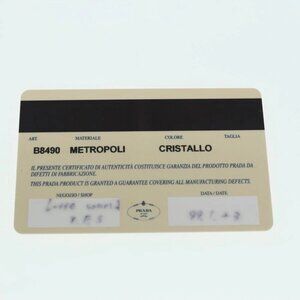 ART. MATERIALE COLORE TAGLIA
B8490 METROPOLI CRISTALLO
IL PRESENTE CERTIFICATO DI AUTENTICITÀ COSTITUISCE GARANZIA DEL PRODOTTO PRADA DA
DIFETTI DI FABBRICAZIONE.
THIS PRADA PRODUCT IS GRANTED A GUARANTEE COVERING ALL MANUFACTURING DEFECTS.
NEGOZIO / SHOP DATA / DATE
PRADA